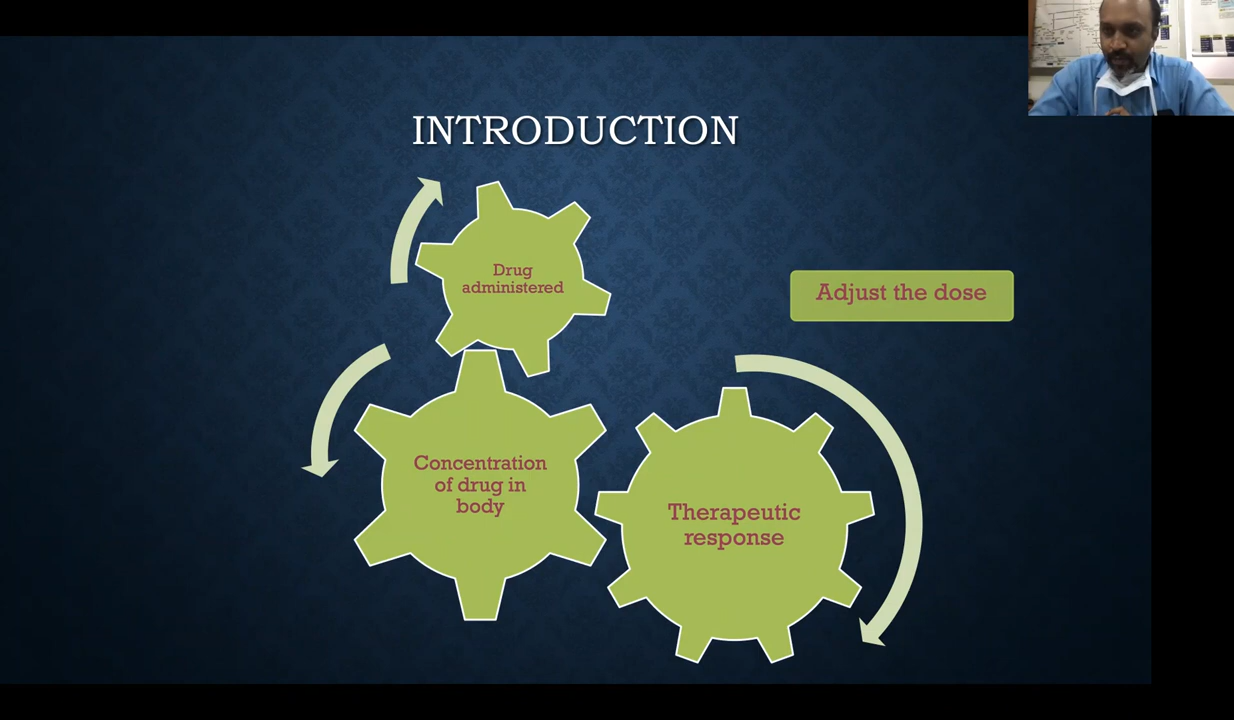 INTRODUCTION
Drug
administered
Adjust the dose
Concentration
of drug in
body
Therapeutic
response